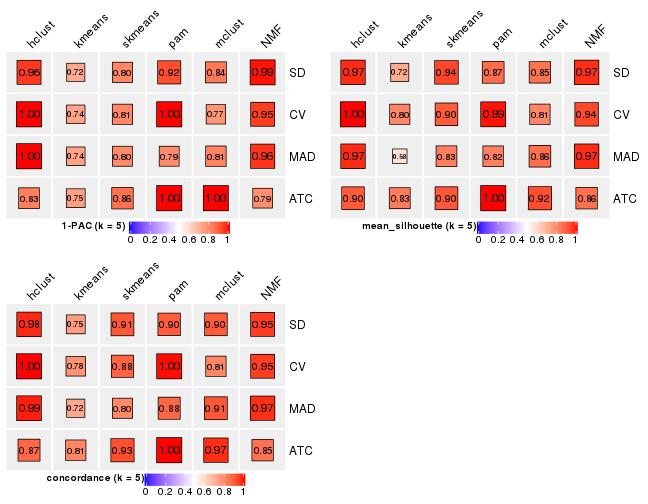 hclust kmeans skmeans pam mclust NMF
0.96 0.72 0.80 0.92 0.84 0.99 SD
1.00 0.74 0.81 1.00 0.77 0.95 CV
1.00 0.74 0.80 0.79 0.81 0.96 MAD
0.83 0.75 0.86 1.00 1.00 0.79 ATC
1-PAC (k = 5)
0 0.2 0.4 0.6 0.8 1
hclust kmeans skmeans pam mclust NMF
0.97 0.72 0.94 0.87 0.85 0.97 SD
1.00 0.80 0.90 0.99 0.81 0.94 CV
0.97 0.58 0.83 0.82 0.86 0.97 MAD
0.90 0.83 0.90 1.00 0.92 0.86 ATC
mean_silhouette (k = 5)
0 0.2 0.4 0.6 0.8 1
hclust kmeans skmeans pam mclust NMF
0.98 0.75 0.91 0.90 0.90 0.95 SD
1.00 0.78 0.88 1.00 0.81 0.95 CV
0.99 0.72 0.80 0.88 0.91 0.97 MAD
0.87 0.81 0.93 1.00 0.97 0.85 ATC
concordance (k = 5)
0 0.2 0.4 0.6 0.8 1